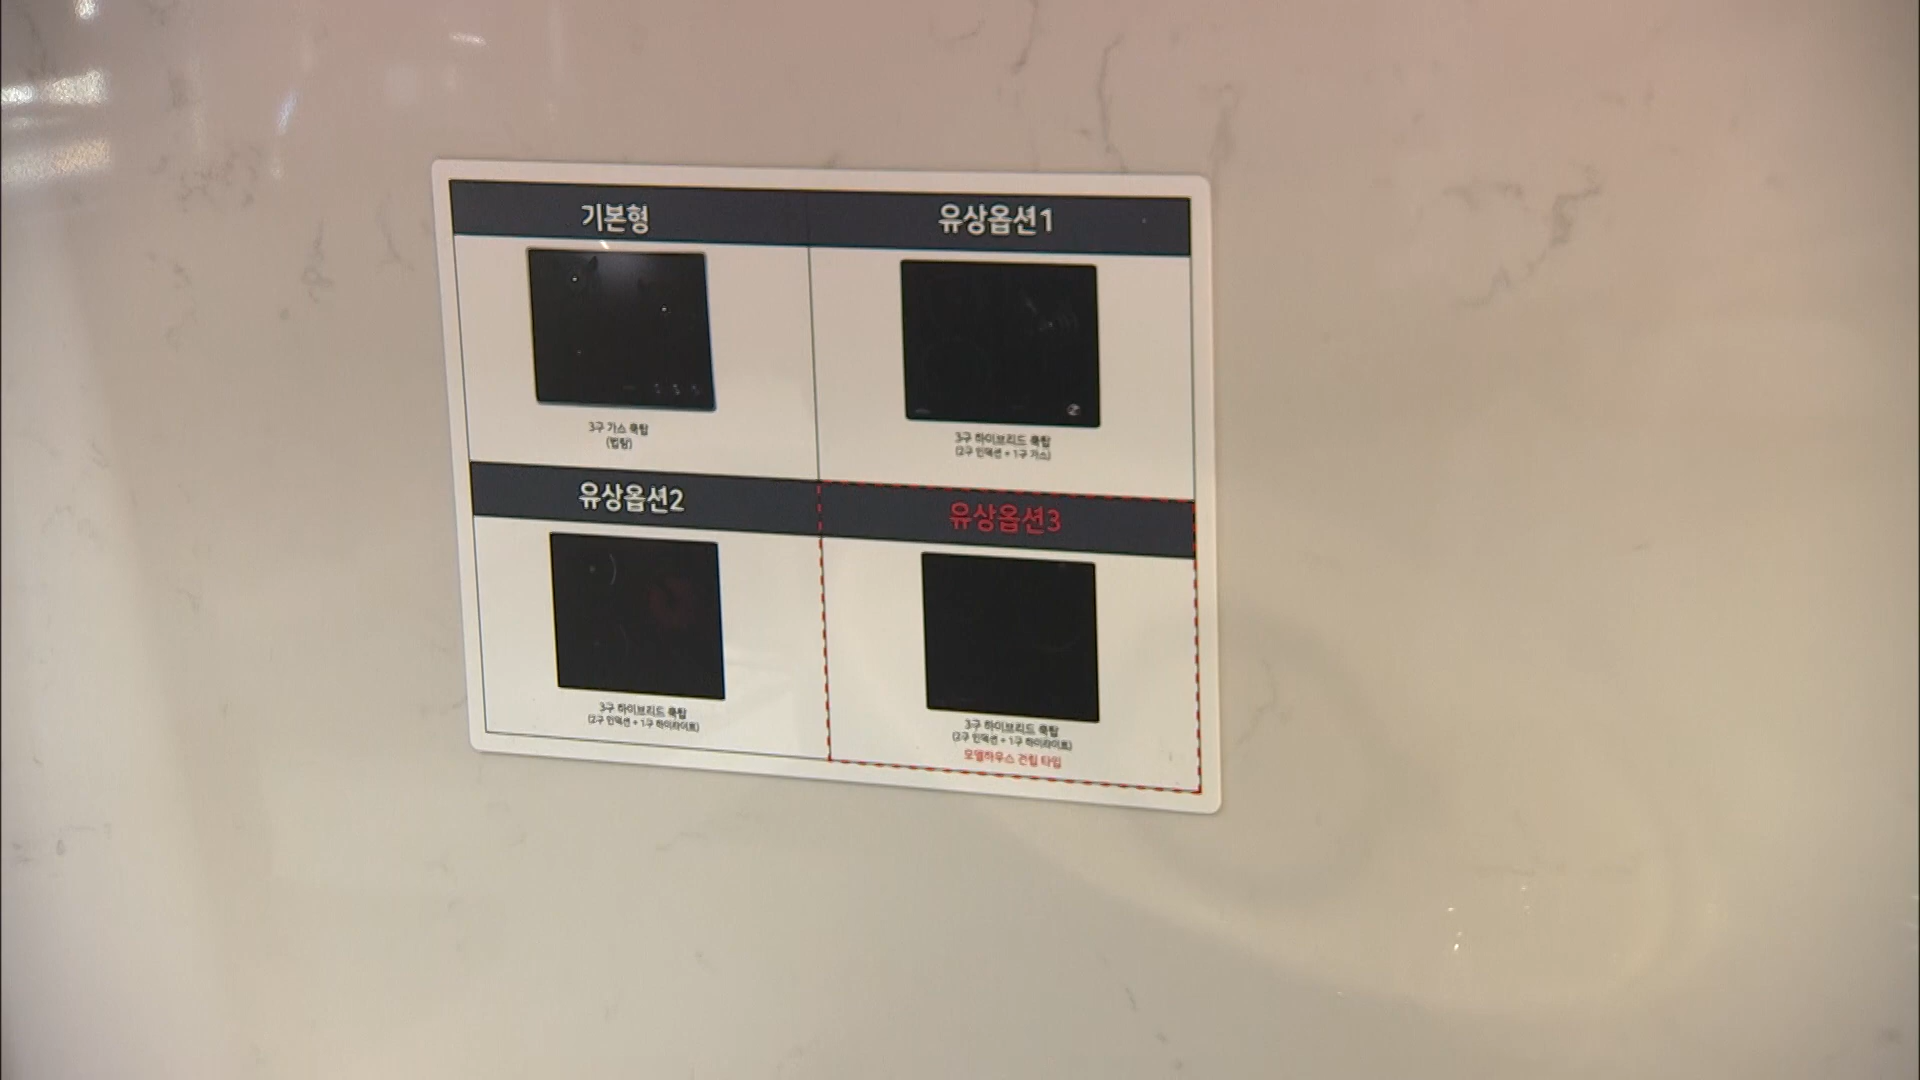 기본형
유상옵션1
3구 가스 쿡탑
(법랑)
3구 하이브리드 쿡탑
(2구 인덕션 + 1구 가스)
유상옵션2
유상옵션3
3구 하이브리드 쿡탑
(2구 인덕션 + 1구 하이라이트)
3구 하이브리드 쿡탑
(2구 인덕션 + 1구 하이라이트)
모델하우스 건립 타입